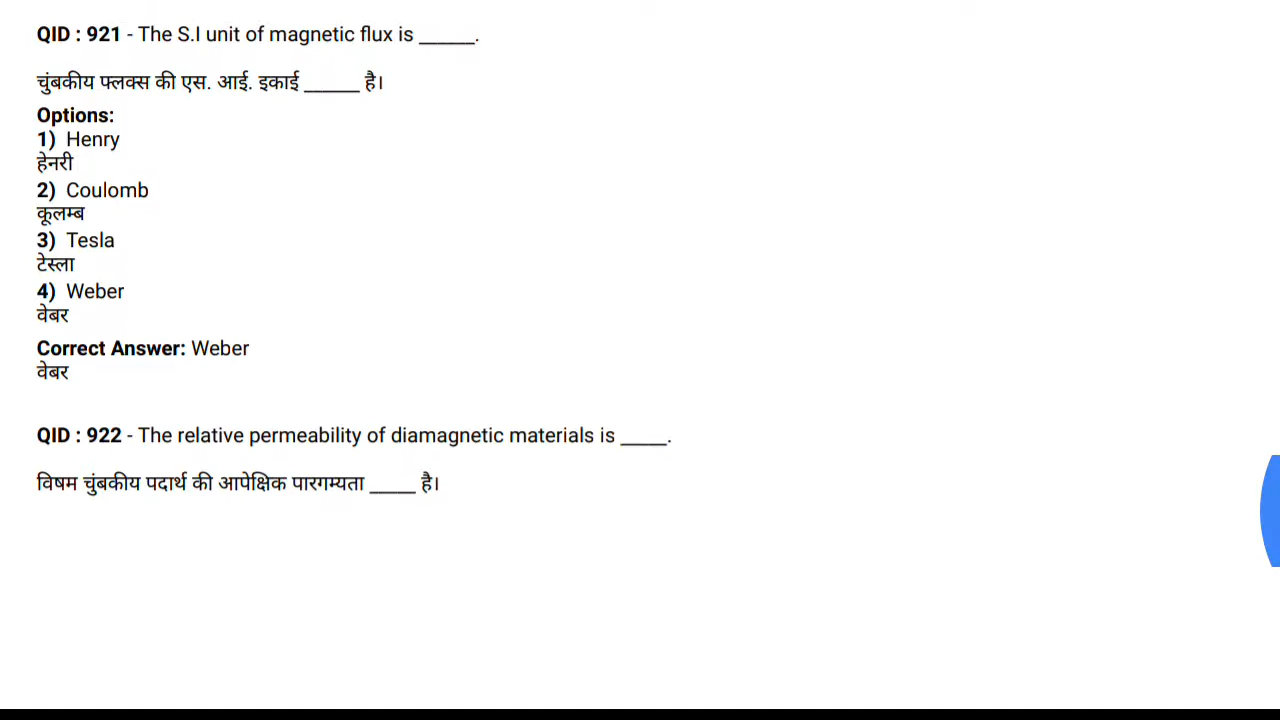 QID : 921 - The S.I unit of magnetic flux is ______.
चुंबकीय फ्लक्स की एस. आई. इकाई ______ है।
Options:
1) Henry
हेनरी
2) Coulomb
कूलम्ब
3) Tesla
टेस्ला
4) Weber
वेबर
Correct Answer: Weber
वेबर
QID : 922 - The relative permeability of diamagnetic materials is _____.
विषम चुंबकीय पदार्थ की आपेक्षिक पारगम्यता _____ है।